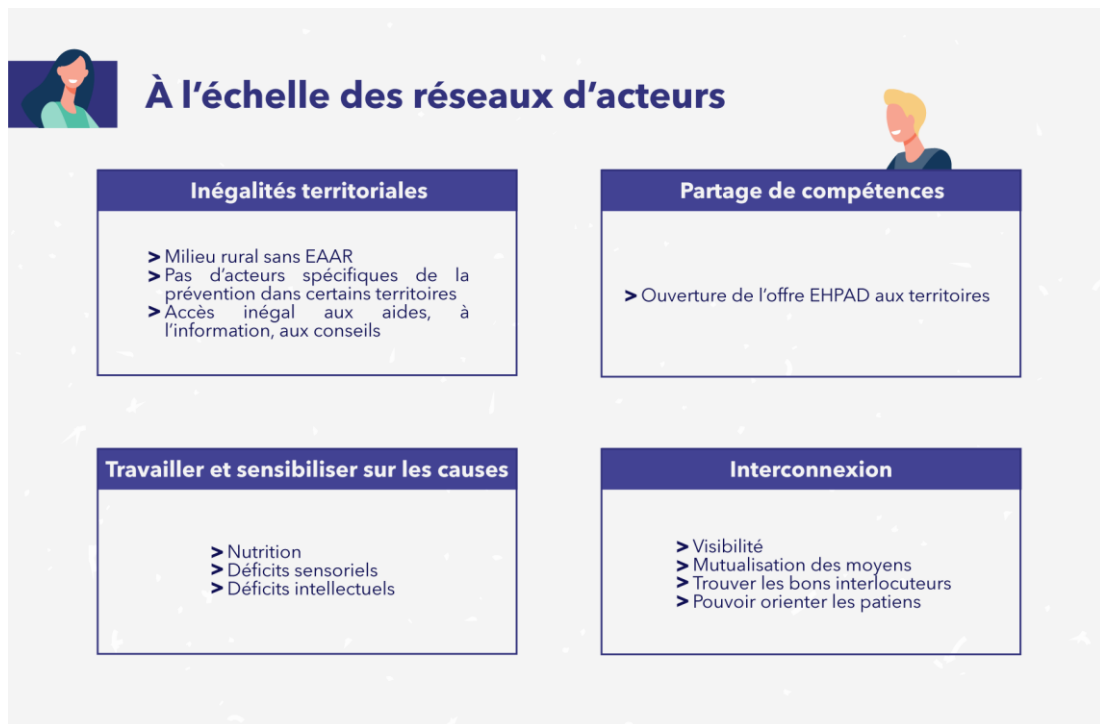 À l’échelle des réseaux d’acteurs
Inégalités territoriales
> Milieu rural sans EAAR
> Pas d’acteurs spécifiques de la
prévention dans certains territoires
> Accès inégal aux aides, à
l’information, aux conseils
Partage de compétences
> Ouverture de l’offre EHPAD aux territoires
Travailler et sensibiliser sur les causes
> Nutrition
> Déficits sensoriels
> Déficits intellectuels
Interconnexion
> Visibilité
> Mutualisation des moyens
> Trouver les bons interlocuteurs
> Pouvoir orienter les patiens